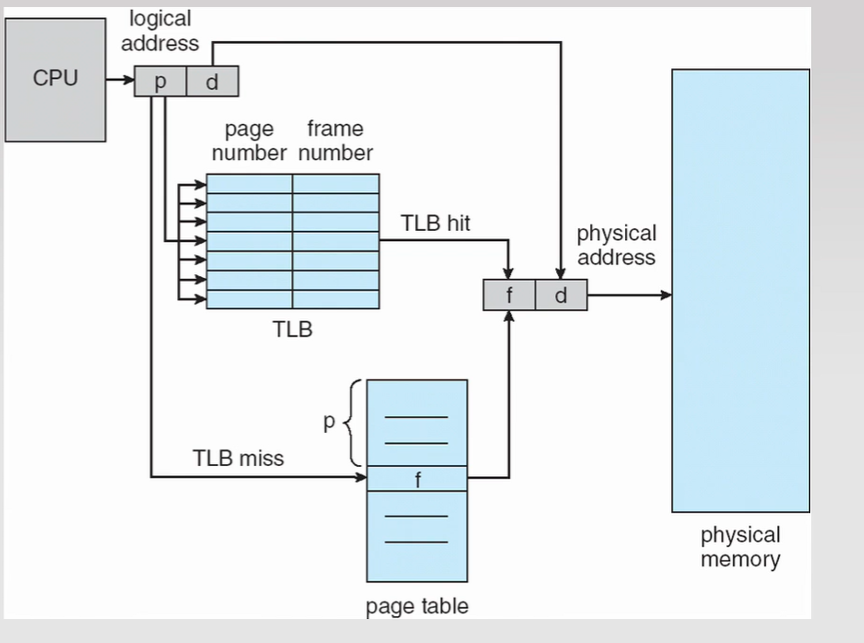 logical
address
CPU
p
d
page
number
frame
number
TLB hit
physical
address
f
d
TLB
p
TLB miss
f
physical
memory
page table